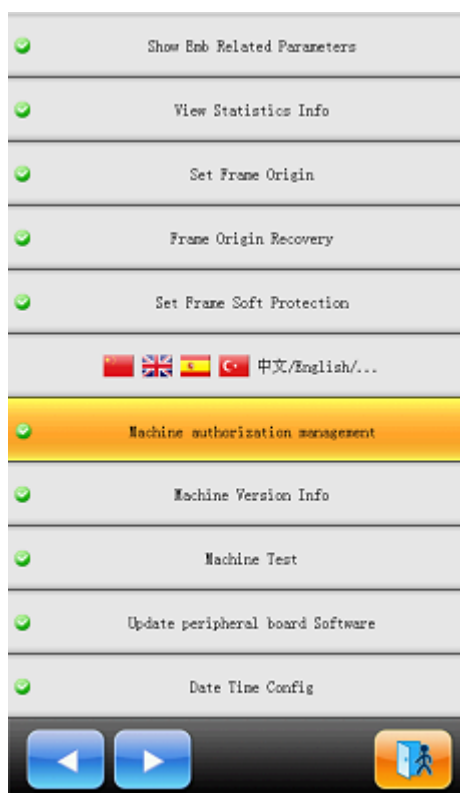 Show Emb Related Parameters
View Statistics Info
Set Frame Origin
Frame Origin Recovery
Set Frame Soft Protection
中文/English/...
Machine authorization management
Machine Version Info
Machine Test
Update peripheral board Software
Date Time Config